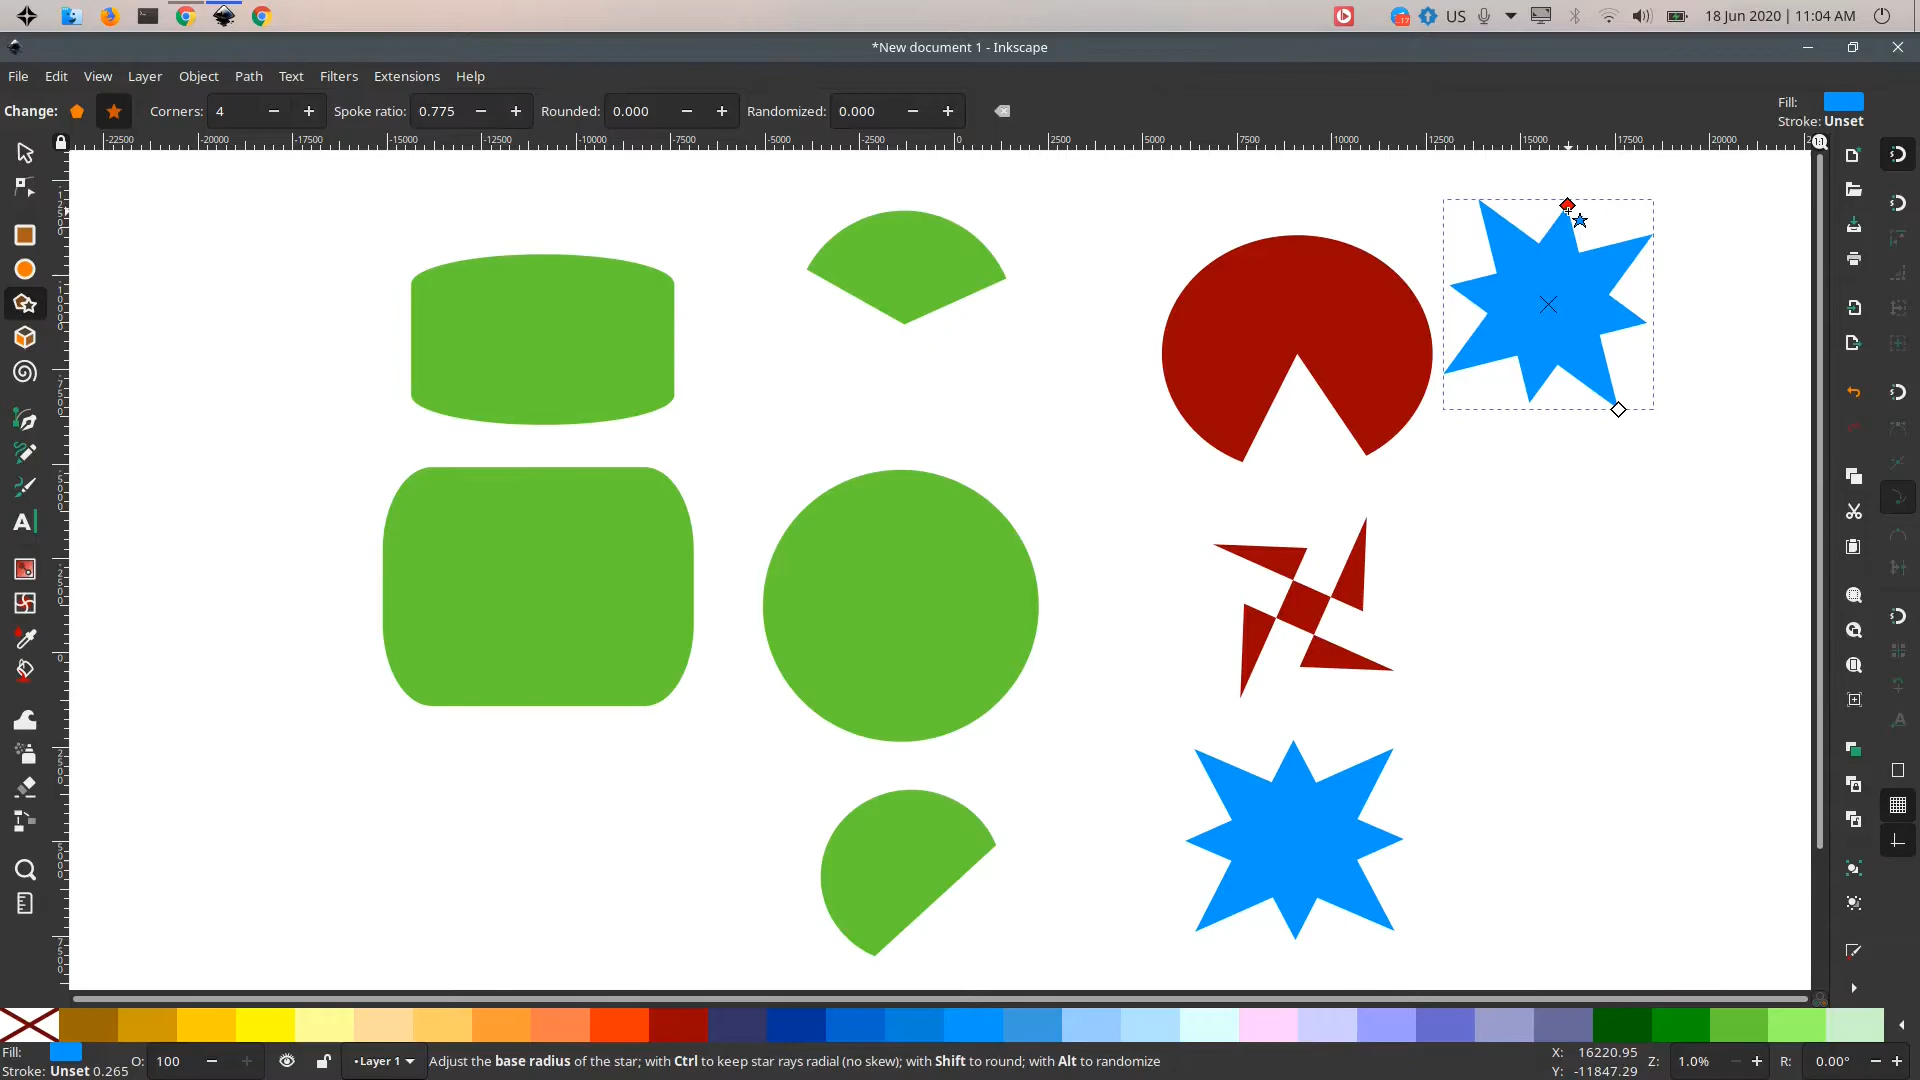 US
18 Jun 2020 | 11:04 AM
*New document 1 - Inkscape
File Edit View Layer Object Path Text Filters Extensions Help
Change: Corners: 4 Spoke ratio: 0.775 Rounded: 0.000 Randomized: 0.000
Fill:
Stroke: Unset
-22500 -20000 -17500 -15000 -12500 -10000 -7500 -5000 -2500 0 2500 5000 7500 10000 12500 15000 17500 20000
Fill:
Stroke: Unset 0.265
O: 100
•Layer 1
Adjust the base radius of the star; with Ctrl to keep star rays radial (no skew); with Shift to round; with Alt to randomize
X: 16220.95
Y: -11847.29
Z: 1.0%
R: 0.00°